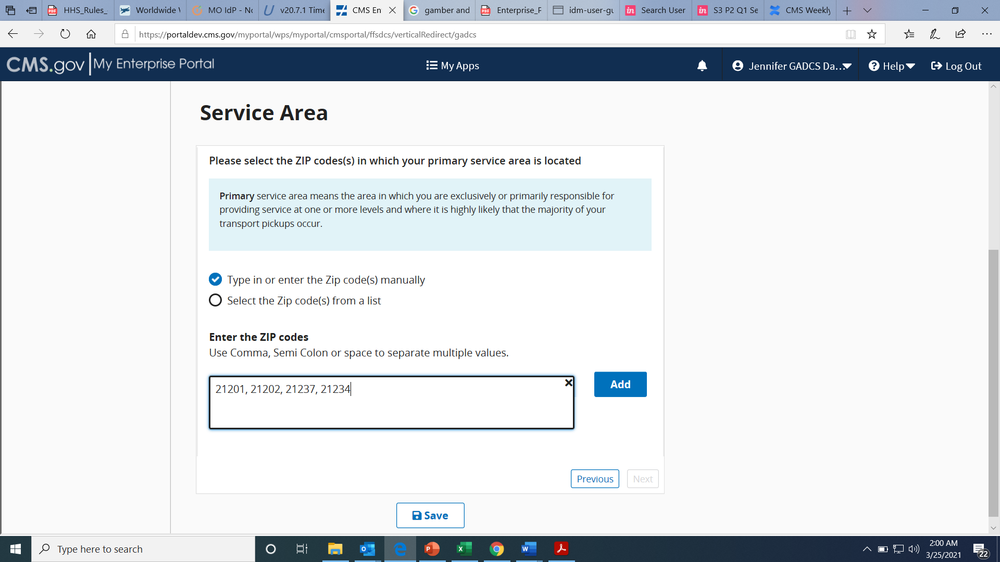 HHS_Rules_
Worldwide
MO IdP - No
v20.7.1 Time
CMS En
gamber and
Enterprise_P
idm-user-gu
Search User
S3 P2 Q1 Se
CMS Weekly
https://portaldev.cms.gov/myportal/wps/myportal/cmsportal/ffsdcs/verticalRedirect/gadcs
CMS.gov My Enterprise Portal
My Apps
Jennifer GADCS Da...
Help
Log Out
Service Area
Please select the ZIP codes(s) in which your primary service area is located
Primary service area means the area in which you are exclusively or primarily responsible for
providing service at one or more levels and where it is highly likely that the majority of your
transport pickups occur.
Type in or enter the Zip code(s) manually
Select the Zip code(s) from a list
Enter the ZIP codes
Use Comma, Semi Colon or space to separate multiple values.
21201, 21202, 21237, 21234
Add
Previous
Next
Save
Type here to search
2:00 AM
3/25/2021
22